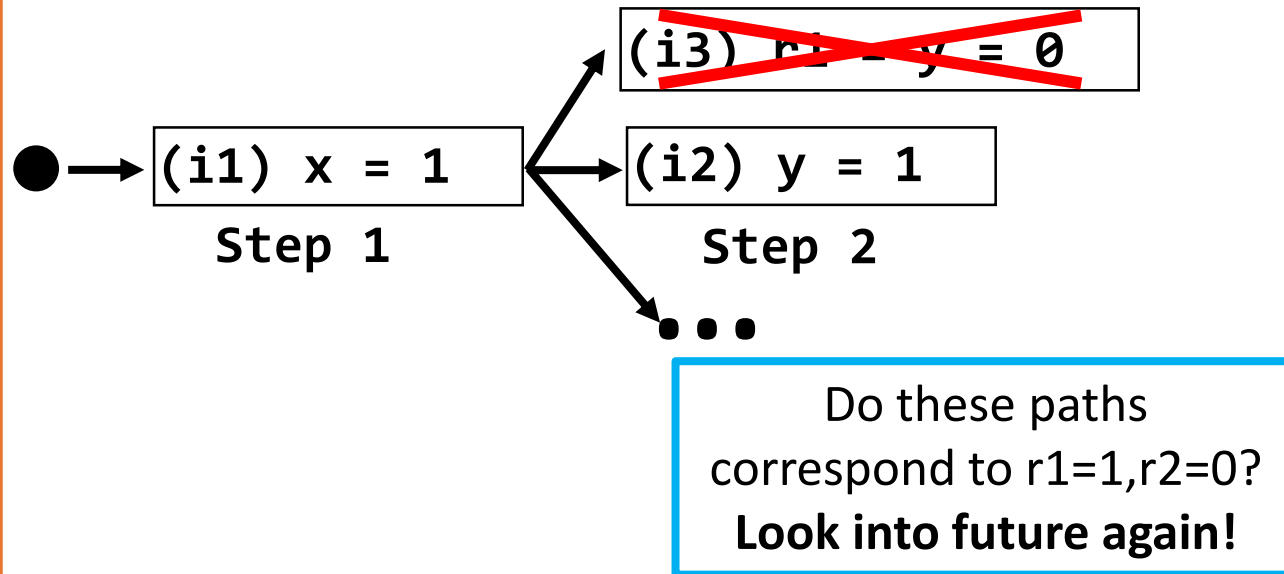 (i3) r1 = y = 0
(i1) x = 1
(i2) y = 1
Step 1
Step 2
...
Do these paths
correspond to r1=1,r2=0?
Look into future again!